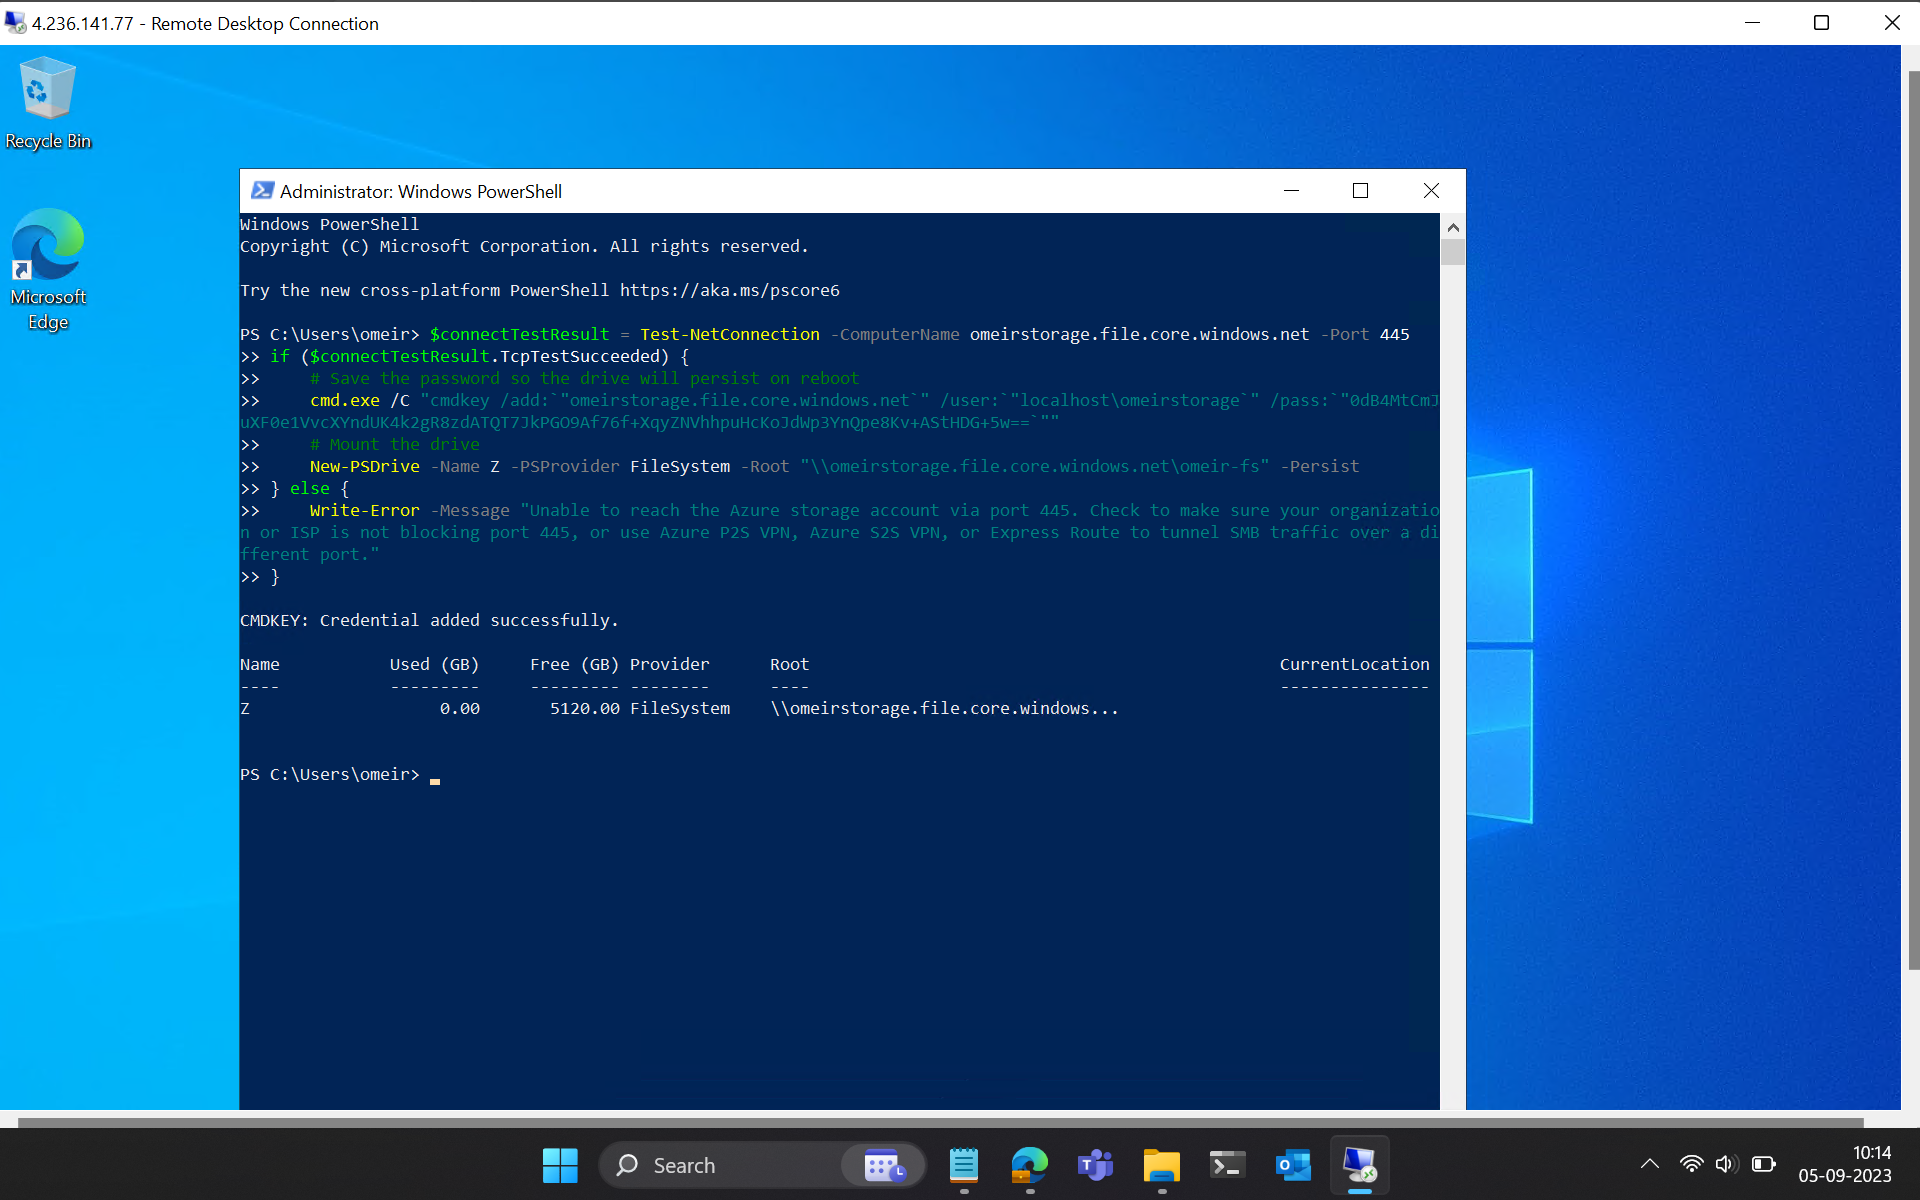 4.236.141.77 - Remote Desktop Connection
Recycle Bin
Microsoft
Edge
Administrator: Windows PowerShell
Windows PowerShell
Copyright (C) Microsoft Corporation. All rights reserved.
Try the new cross-platform PowerShell https://aka.ms/pscore6
PS C:\Users\omeir> $connectTestResult = Test-NetConnection -ComputerName omeirstorage.file.core.windows.net -Port 445
>> if ($connectTestResult.TcpTestSucceeded) {
>>     # Save the password so the drive will persist on reboot
>>     cmd.exe /C "cmdkey /add:`"omeirstorage.file.core.windows.net`" /user:`"localhost\omeirstorage`" /pass:`"0dB4MtCmJ
uXF0e1VvcXYndUK4k2gR8zdATQT7JkPGO9Af76f+XqyZNVhhpuHcKoJdWp3YnQpe8Kv+AStHDG+5w==`""
>>     # Mount the drive
>>     New-PSDrive -Name Z -PSProvider FileSystem -Root "\\omeirstorage.file.core.windows.net\omeir-fs" -Persist
>> } else {
>>     Write-Error -Message "Unable to reach the Azure storage account via port 445. Check to make sure your organizatio
n or ISP is not blocking port 445, or use Azure P2S VPN, Azure S2S VPN, or Express Route to tunnel SMB traffic over a di
fferent port."
>> }
CMDKEY: Credential added successfully.
Name           Used (GB)     Free (GB) Provider      Root                                               CurrentLocation
----           ---------     --------- --------      ----                                               ---------------
Z                   0.00       5120.00 FileSystem    \\omeirstorage.file.core.windows...
PS C:\Users\omeir>
Search
10:14
05-09-2023